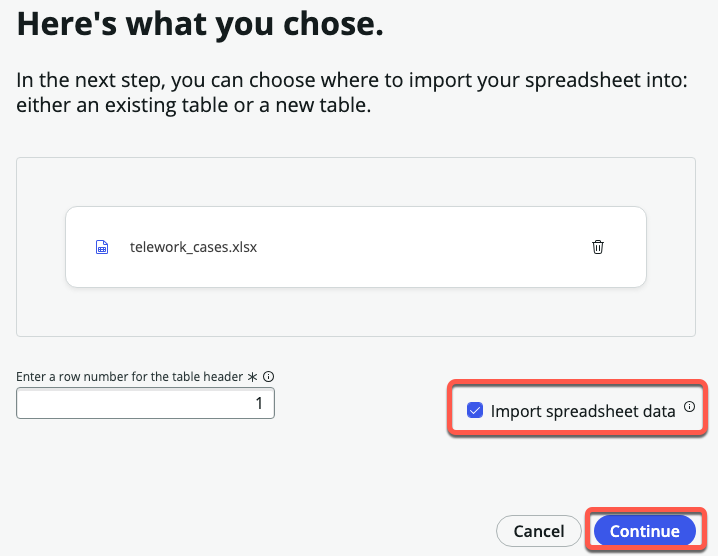 Here's what you chose.
In the next step, you can choose where to import your spreadsheet into:
either an existing table or a new table.
telework_cases.xlsx
Enter a row number for the table header *
1
Import spreadsheet data
Cancel
Continue